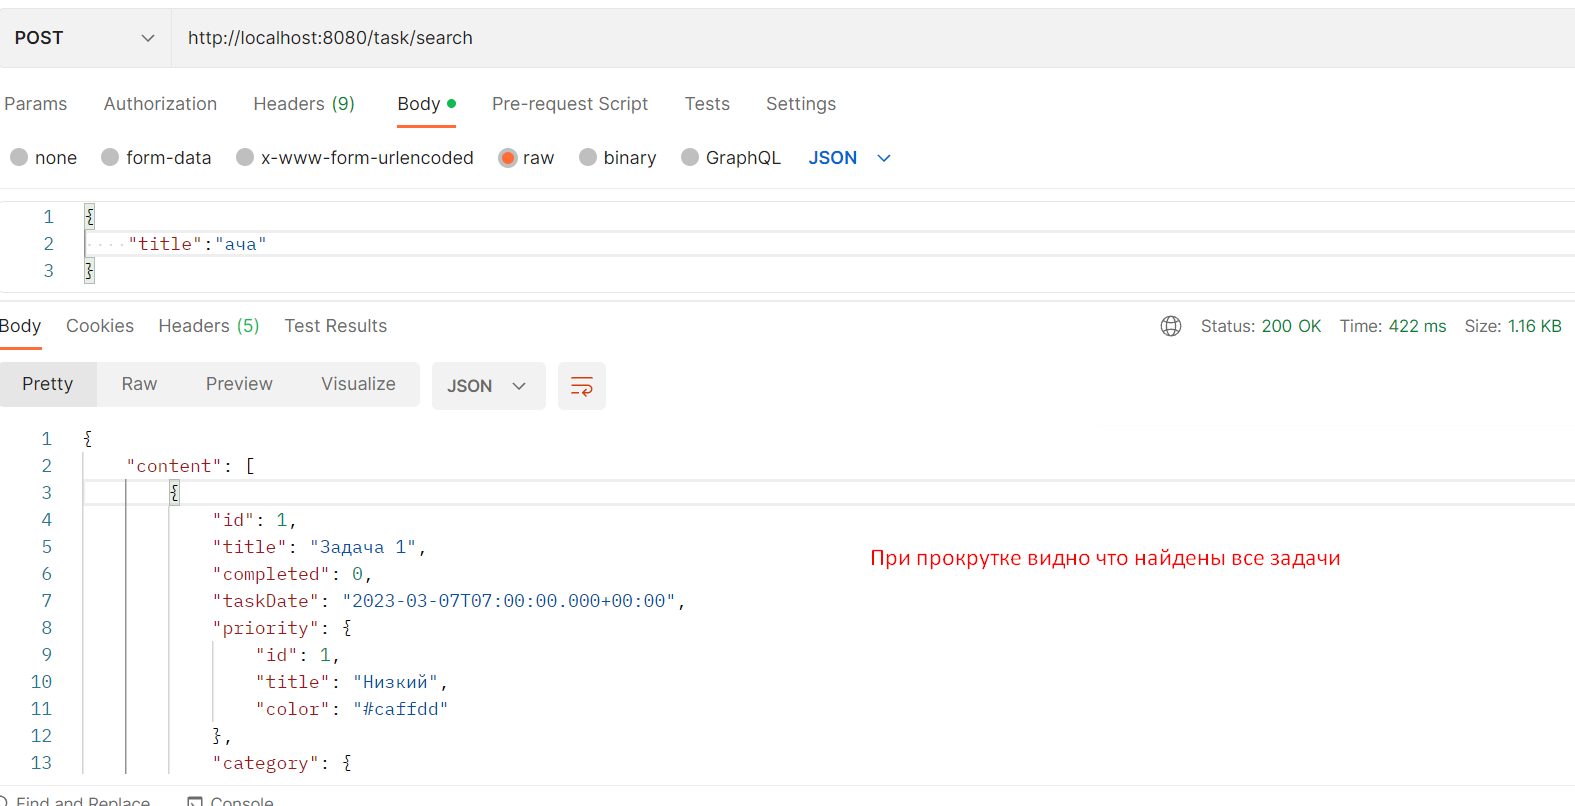 POST http://localhost:8080/task/search
Params Authorization Headers (9) Body Pre-request Script Tests Settings
none form-data x-www-form-urlencoded raw binary GraphQL JSON
1 {
2 "title":"ача"
3 }
Body Cookies Headers (5) Test Results Status: 200 OK Time: 422 ms Size: 1.16 KB
Pretty Raw Preview Visualize JSON
1 {
2 "content": [
3 {
4 "id": 1,
5 "title": "Задача 1",
При прокрутке видно что найдены все задачи
6 "completed": 0,
7 "taskDate": "2023-03-07T07:00:00.000+00:00",
8 "priority": {
9 "id": 1,
10 "title": "Низкий",
11 "color": "#caffdd"
12 },
13 "category": {
Find and Replace Console